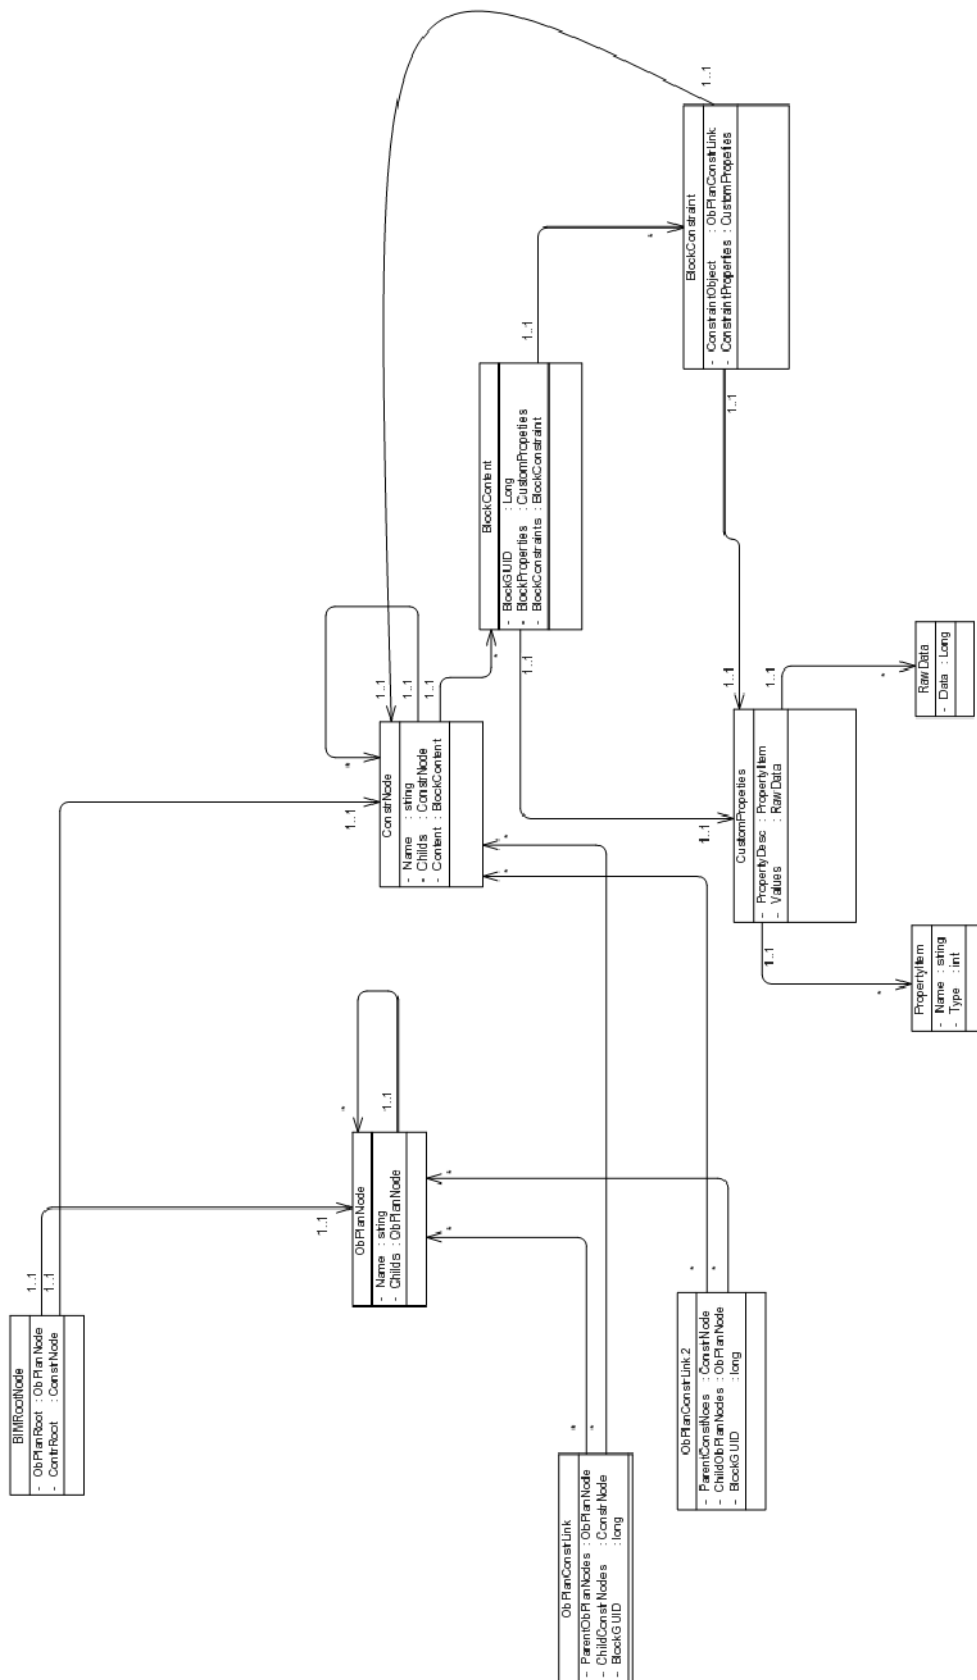 BIMRootNode
- ObPlanRoot : ObPlanNode
- ContrRoot : ConstrNode
1..1
1..1
1..1
1..1
ObPlanNode
- Name : string
- Childs : ObPlanNode
*
1..1
*
*
ConstrNode
- Name : string
* Childs : ConstrNode
- Content : BlockContent
*
1..1
1..1
1..1
*
*
BlockContent
- BlockGUID : Long
* BlockProperties : CustomPropeties
- BlockConstraints : BlockConstraint
*
1..1
1..1
BlockConstraint
- ConstraintObject : ObPlanConstrLink
- ConstraintProperties : CustomPropeties
*
1..1
1..1
ObPlanConstrLink
- ParentObPlanNodes : ObPlanNode
- ChildConstrNodes : ConstrNode
- BlockGUID : long
*
*
ObPlanConstrLink2
- ParentConstNoes : ConstrNode
- ChildObPlanNodes : ObPlanNode
- BlockGUID : long
*
*
CustomProperties
- PropertyDesc : PropertyItem
- Values : RawData
1..1
1..1
1..1
1..1
PropertyItem
- Name : string
- Type : int
*
RawData
- Data : Long
*